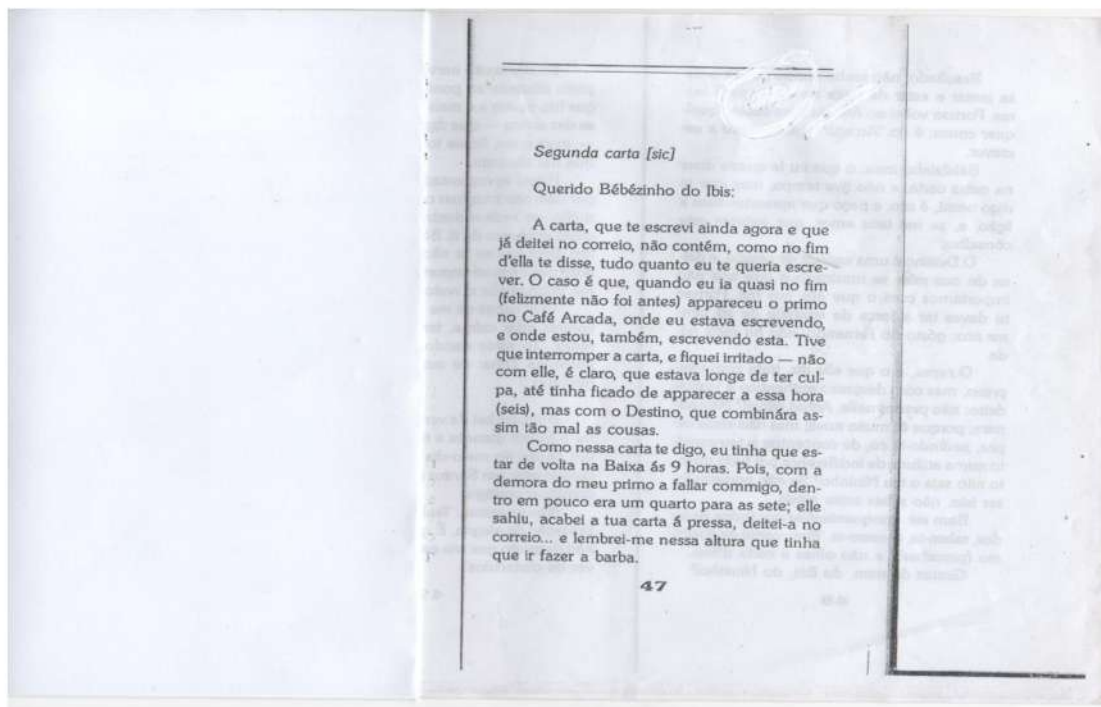 Segunda carta [sic]
Querido Bébézinho do Ibis:
A carta, que te escrevi ainda agora e que
já deitei no correio, não contém, como no fim
d'ella te disse, tudo quanto eu te queria escre-
ver. O caso é que, quando eu ia quasi no fim
(felizmente não foi antes) appareceu o primo
no Café Arcada, onde eu estava escrevendo,
e onde estou, também, escrevendo esta. Tive
que interromper a carta, e fiquei irritado — não
com elle, é claro, que estava longe de ter cul-
pa, até tinha ficado de apparecer a essa hora
(seis), mas com o Destino, que combinára as-
sim tão mal as cousas.
Como nessa carta te digo, eu tinha que es-
tar de volta na Baixa ás 9 horas. Pois, com a
demora do meu primo a fallar commigo, den-
tro em pouco era um quarto para as sete; elle
sahiu, acabei a tua carta á pressa, deitei-a no
correio... e lembrei-me nessa altura que tinha
que ir fazer a barba.
47